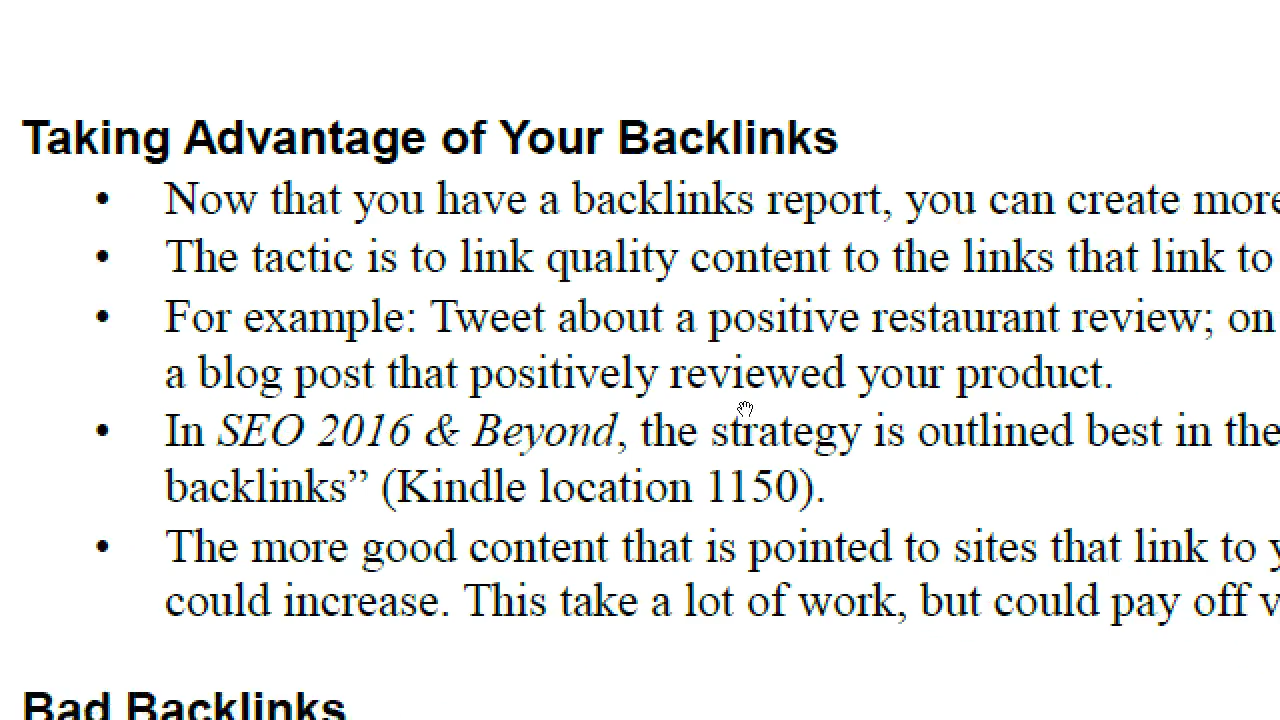 Taking Advantage of Your Backlinks
• Now that you have a backlinks report, you can create more
• The tactic is to link quality content to the links that link to
• For example: Tweet about a positive restaurant review; on
a blog post that positively reviewed your product.
• In SEO 2016 & Beyond, the strategy is outlined best in the
backlinks” (Kindle location 1150).
• The more good content that is pointed to sites that link to y
could increase. This take a lot of work, but could pay off v
Bad Backlinks